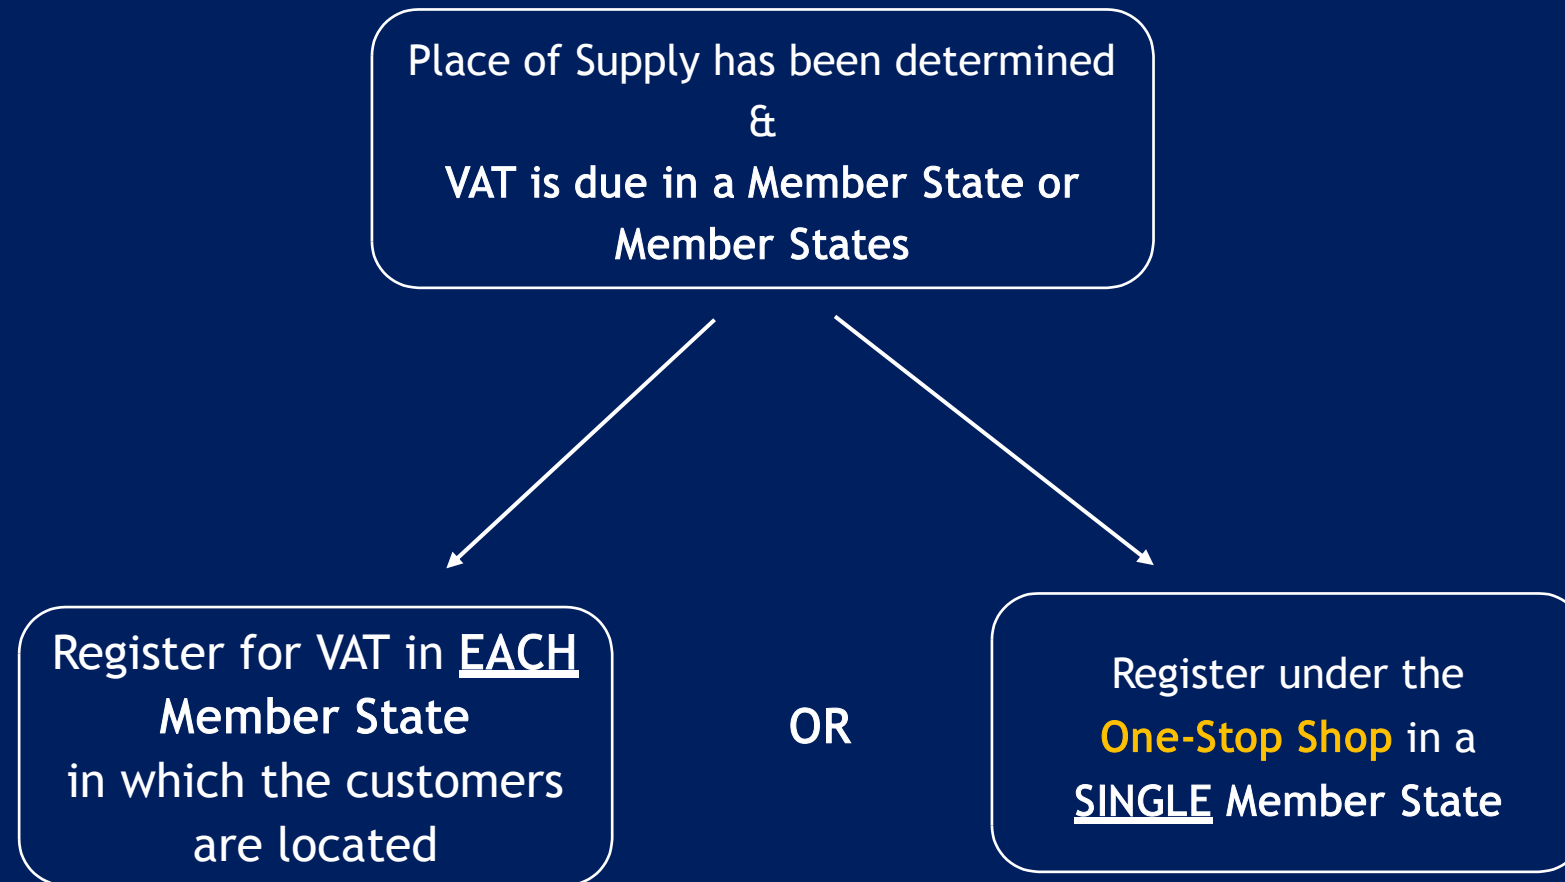 Place of Supply has been determined
&
VAT is due in a Member State or
Member States
Register for VAT in EACH
Member State
in which the customers
are located
OR
Register under the
One-Stop Shop in a
SINGLE Member State